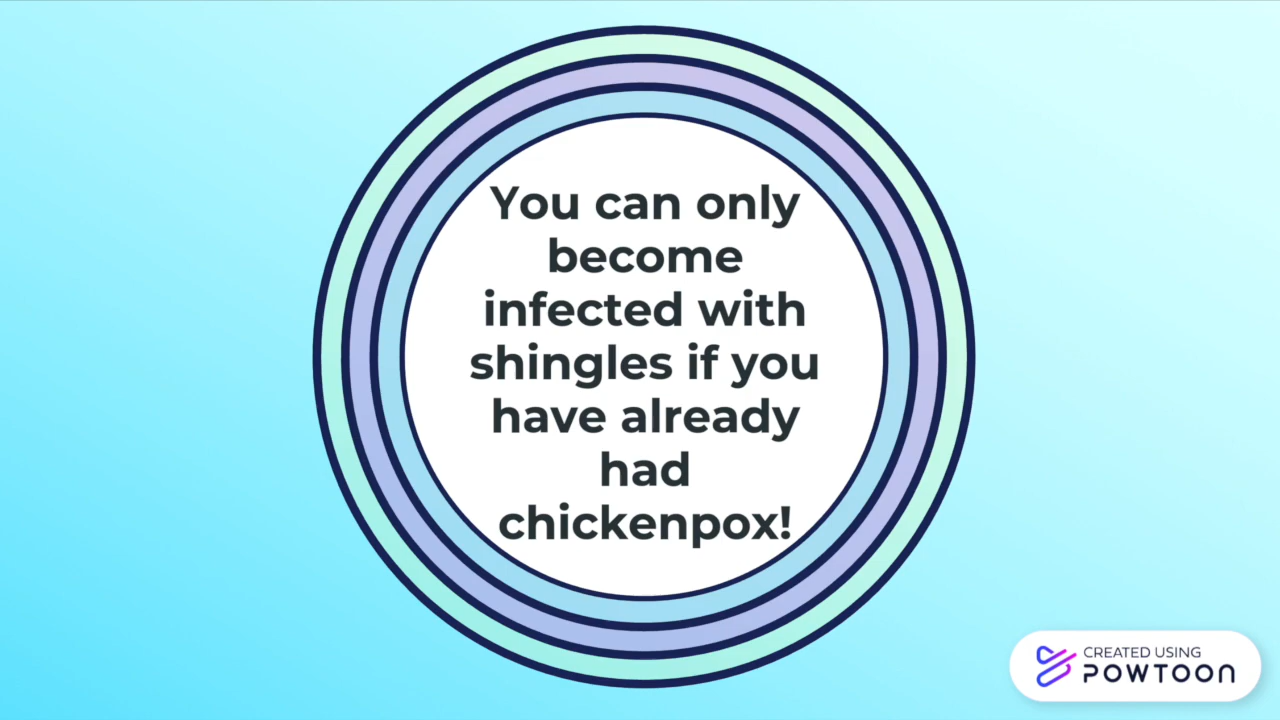 You can only
become
infected with
shingles if you
have already
had
chickenpox!
CREATED USING
POWTOON